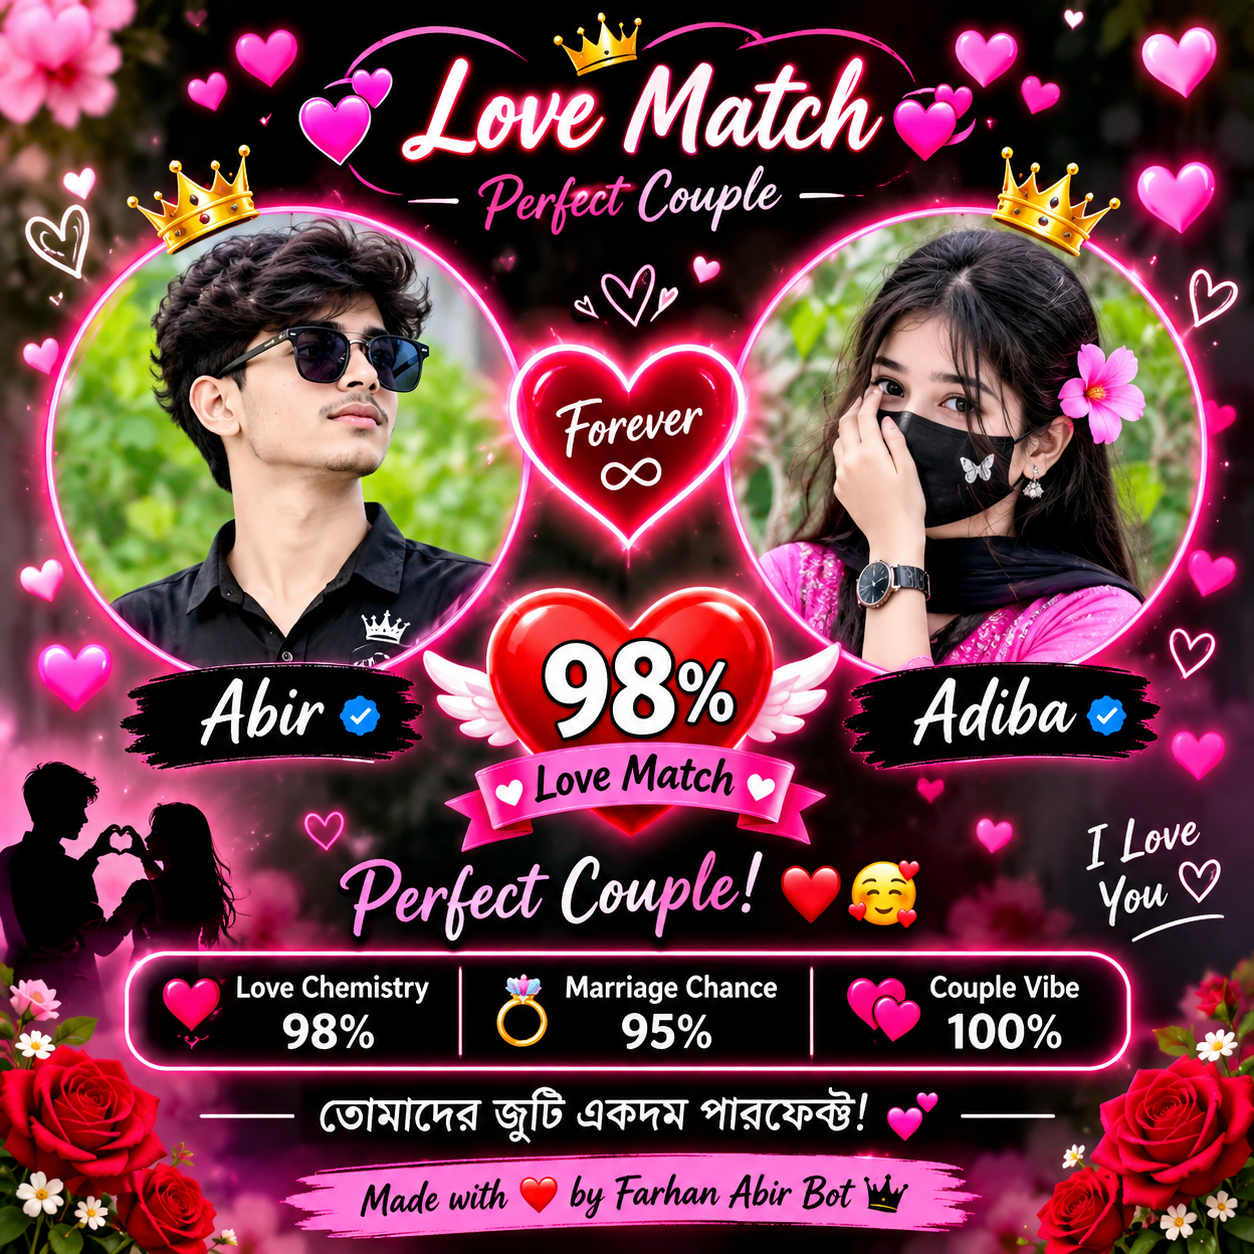 Love Match
Perfect Couple
Forever
∞
Abir
Adiba
98%
Love Match
I Love
You
Perfect Couple!
Love Chemistry
98%
Marriage Chance
95%
Couple Vibe
100%
তোমাদের জুটি একদম পারফেক্ট!
Made with ❤️ by Farhan Abir Bot